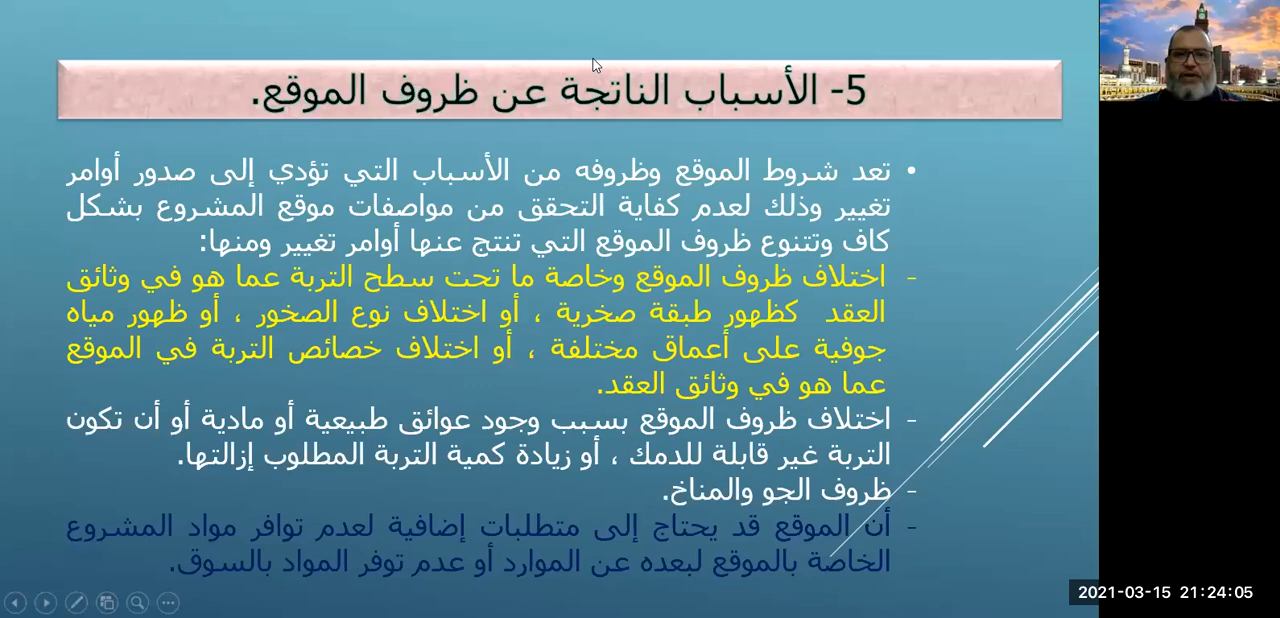 5- الأسباب الناتجة عن ظروف الموقع.
• تعد شروط الموقع وظروفه من الأسباب التي تؤدي إلى صدور أوامر
تغيير وذلك لعدم كفاية التحقق من مواصفات موقع المشروع بشكل
كاف وتتنوع ظروف الموقع التي تنتج عنها أوامر تغيير ومنها:
- اختلاف ظروف الموقع وخاصة ما تحت سطح التربة عما هو في وثائق
العقد كظهور طبقة صخرية ، أو اختلاف نوع الصخور ، أو ظهور مياه
جوفية على أعماق مختلفة ، أو اختلاف خصائص التربة في الموقع
عما هو في وثائق العقد.
- اختلاف ظروف الموقع بسبب وجود عوائق طبيعية أو مادية أو أن تكون
التربة غير قابلة للدمك ، أو زيادة كمية التربة المطلوب إزالتها.
- ظروف الجو والمناخ.
- أن الموقع قد يحتاج إلى متطلبات إضافية لعدم توافر مواد المشروع
الخاصة بالموقع لبعده عن الموارد أو عدم توفر المواد بالسوق.
2021-03-15 21:24:05